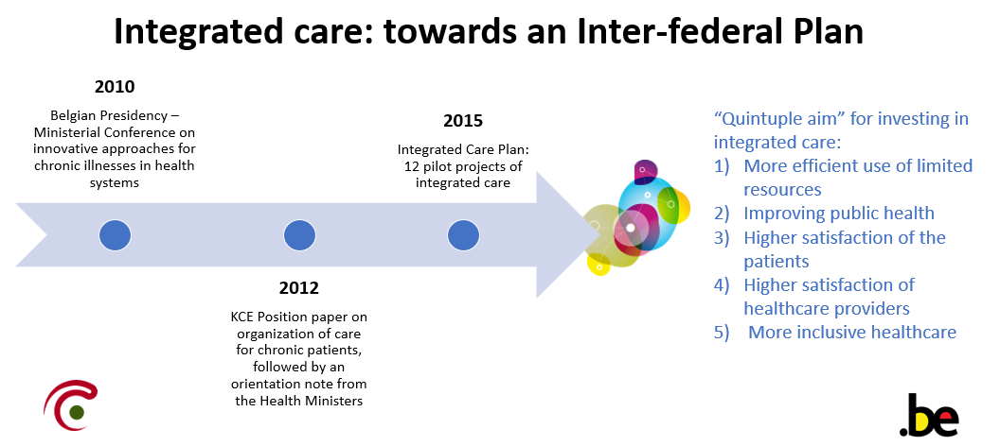 Integrated care: towards an Inter-federal Plan
2010
Belgian Presidency –
Ministerial Conference on
innovative approaches for
chronic illnesses in health
systems
2012
KCE Position paper on
organization of care
for chronic patients,
followed by an
orientation note from
the Health Ministers
2015
Integrated Care Plan:
12 pilot projects of
integrated care
“Quintuple aim” for investing in
integrated care:
1) More efficient use of limited
resources
2) Improving public health
3) Higher satisfaction of the
patients
4) Higher satisfaction of
healthcare providers
5) More inclusive healthcare
.be